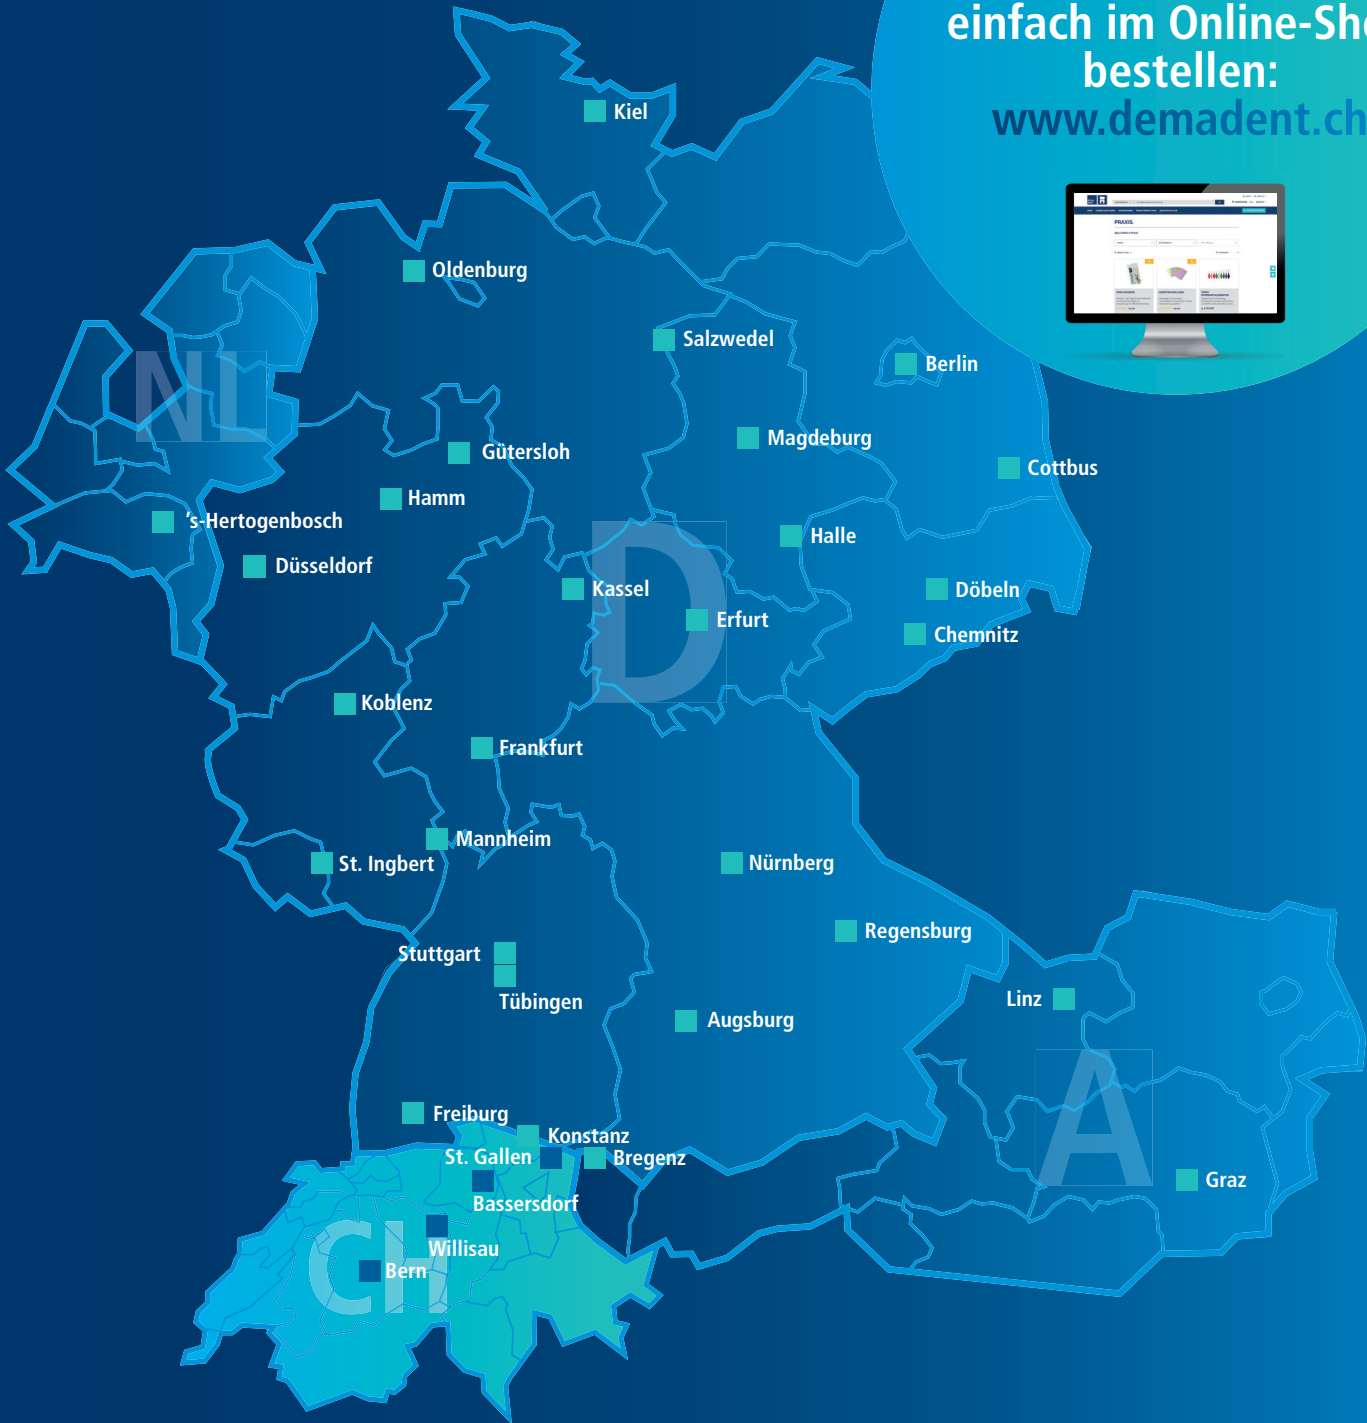 einfach im Online-Sho
bestellen:
www.demadent.ch
PRAXIS
Kiel
Oldenburg
Salzwedel
Berlin
NL
Magdeburg
Gütersloh
Cottbus
Hamm
's-Hertogenbosch
Halle
D
Düsseldorf
Kassel
Döbeln
Erfurt
Chemnitz
Koblenz
Frankfurt
Mannheim
St. Ingbert
Nürnberg
Regensburg
Stuttgart
Tübingen
Linz
Augsburg
A
Freiburg
Konstanz
St. Gallen
Bregenz
Graz
Bassersdorf
Willisau
CH
Bern